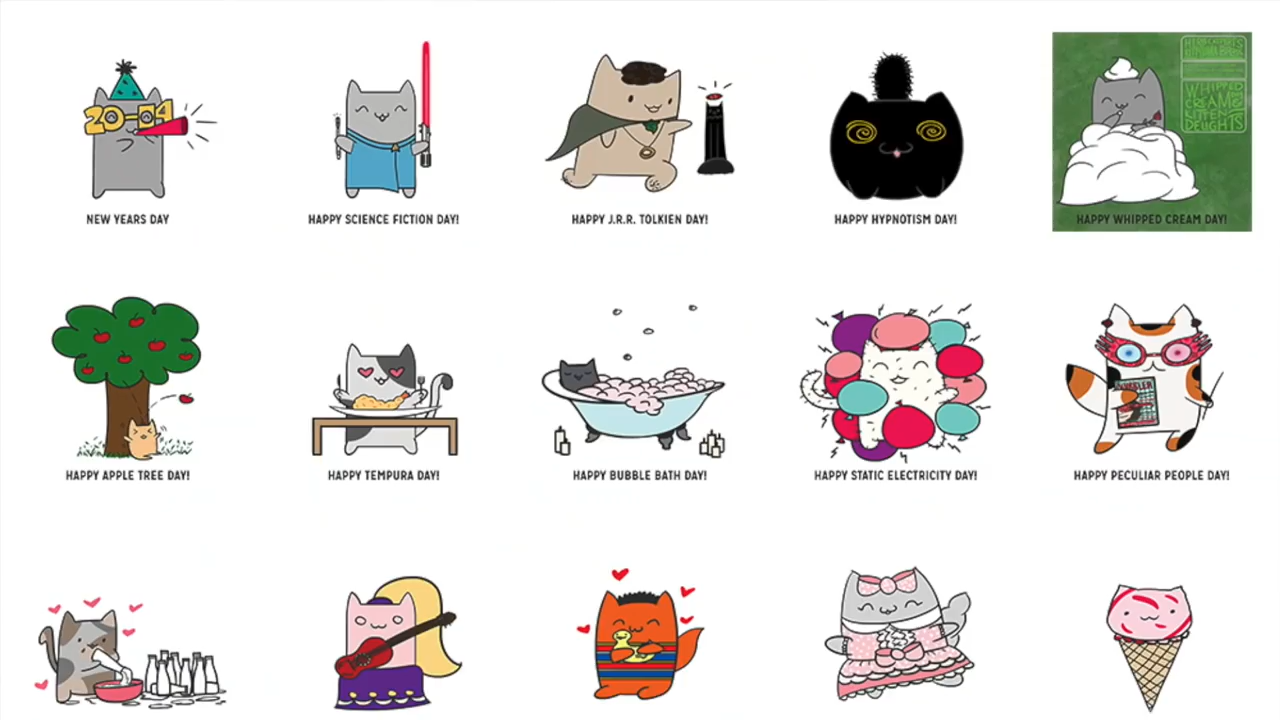 20-14
NEW YEARS DAY
HAPPY SCIENCE FICTION DAY!
HAPPY J.R.R. TOLKIEN DAY!
HAPPY HYPNOTISM DAY!
WHIPPED
CREAM &
KITTEN
DELIGHTS
HAPPY WHIPPED CREAM DAY!
HAPPY APPLE TREE DAY!
HAPPY TEMPURA DAY!
HAPPY BUBBLE BATH DAY!
HAPPY STATIC ELECTRICITY DAY!
HAPPY PECULIAR PEOPLE DAY!